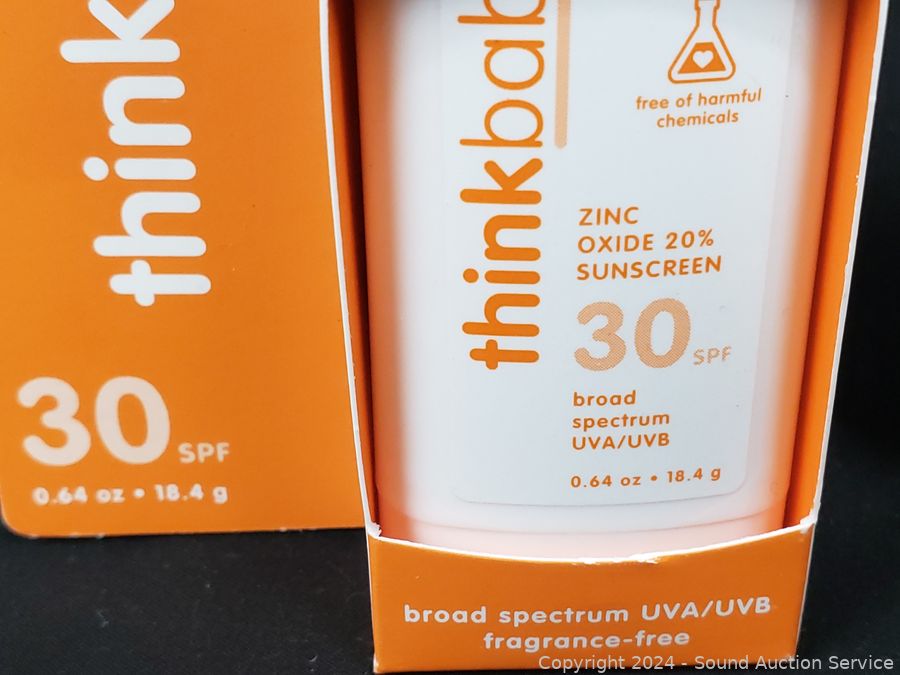 think
30 SPF
0.64 oz • 18.4 g
thinkbab
free of harmful
chemicals
ZINC
OXIDE 20%
SUNSCREEN
30 SPF
broad
spectrum
UVA/UVB
0.64 oz • 18.4 g
broad spectrum UVA/UVB
fragrance-free
Copyright 2024 - Sound Auction Service